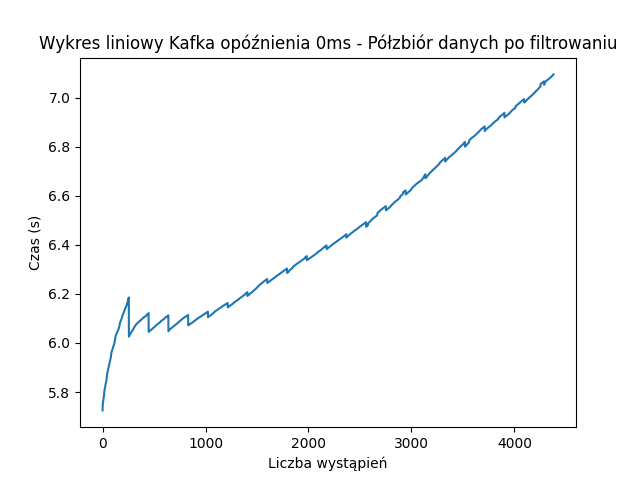 Wykres liniowy Kafka opóźnienia 0ms - Półzbiór danych po filtrowaniu
7.0
6.8
6.6
6.4
6.2
6.0
5.8
Czas (s)
0 1000 2000 3000 4000
Liczba wystąpień